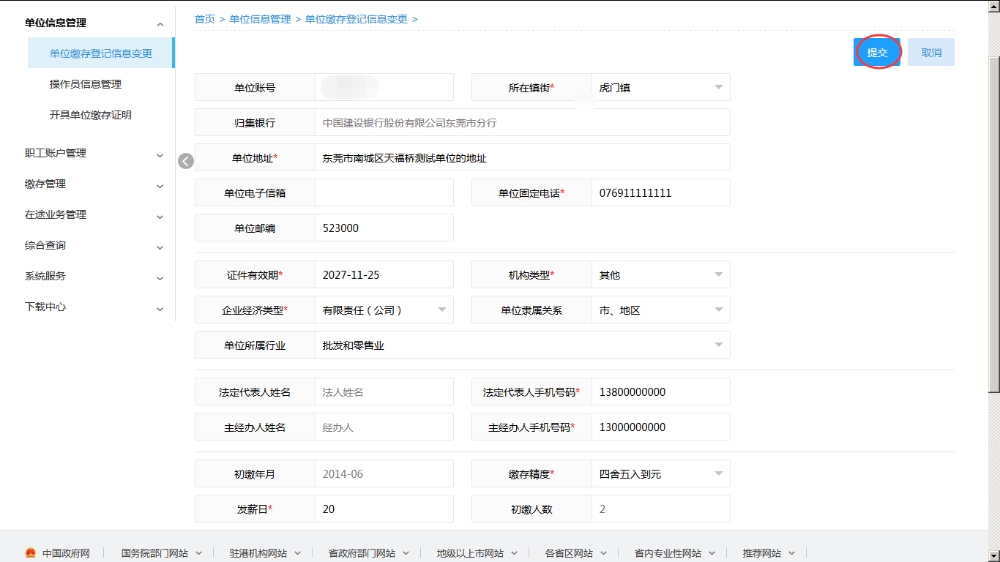 单位信息管理
单位缴存登记信息变更
操作员信息管理
开具单位缴存证明
职工账户管理
缴存管理
在途业务管理
综合查询
系统服务
下载中心
首页 > 单位信息管理 > 单位缴存登记信息变更 >
提交 取消
单位账号 所在镇街* 虎门镇
归集银行 中国建设银行股份有限公司东莞市分行
单位地址* 东莞市南城区天福桥测试单位的地址
单位电子信箱 单位固定电话* 076911111111
单位邮编 523000
证件有效期* 2027-11-25 机构类型* 其他
企业经济类型* 有限责任（公司） 单位隶属关系 市、地区
单位所属行业 批发和零售业
法定代表人姓名 法人姓名 法定代表人手机号码* 13800000000
主经办人姓名 经办人 主经办人手机号码* 13000000000
初缴年月 2014-06 缴存精度* 四舍五入到元
发薪日* 20 初缴人数 2
中国政府网 国务院部门网站 驻港机构网站 省政府部门网站 地级以上市网站 各省区网站 省内专业性网站 推荐网站